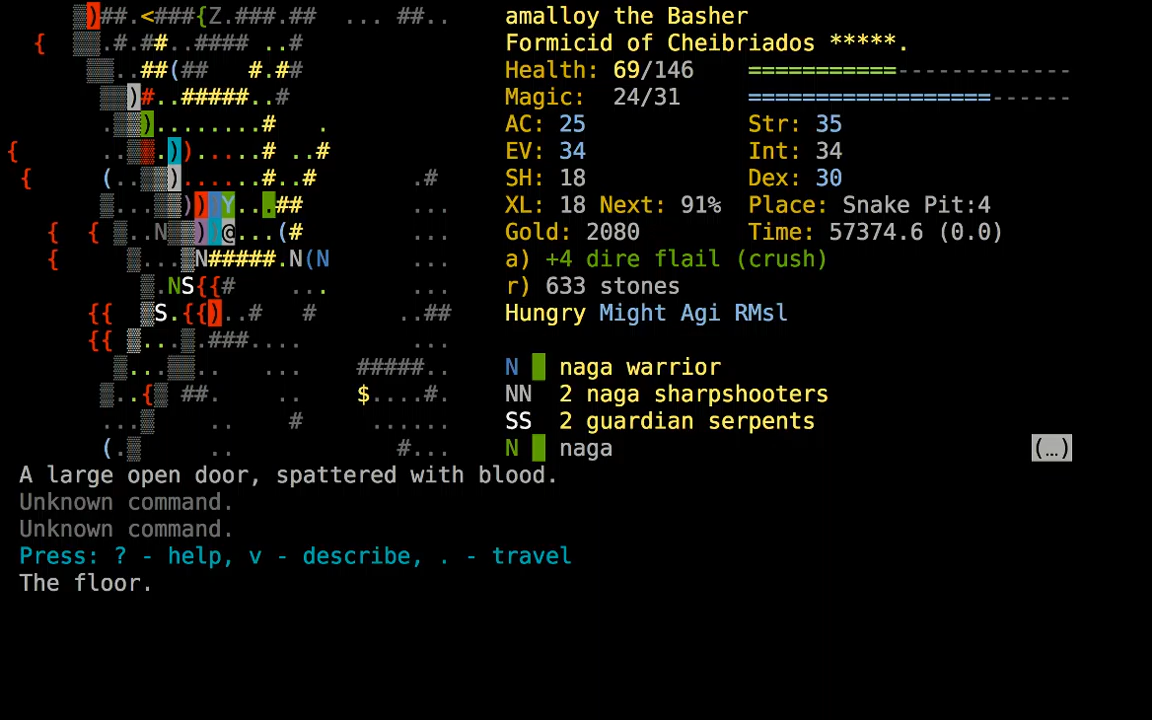 amalloy the Basher
Formicid of Cheibriados *****.
Health: 69/146
Magic: 24/31
AC: 25 Str: 35
EV: 34 Int: 34
SH: 18 Dex: 30
XL: 18 Next: 91% Place: Snake Pit:4
Gold: 2080 Time: 57374.6 (0.0)
a) +4 dire flail (crush)
r) 633 stones
Hungry Might Agi RMsl
N naga warrior
NN 2 naga sharpshooters
SS 2 guardian serpents
N naga
(…)
A large open door, spattered with blood.
Unknown command.
Unknown command.
Press: ? - help, v - describe, . - travel
The floor.